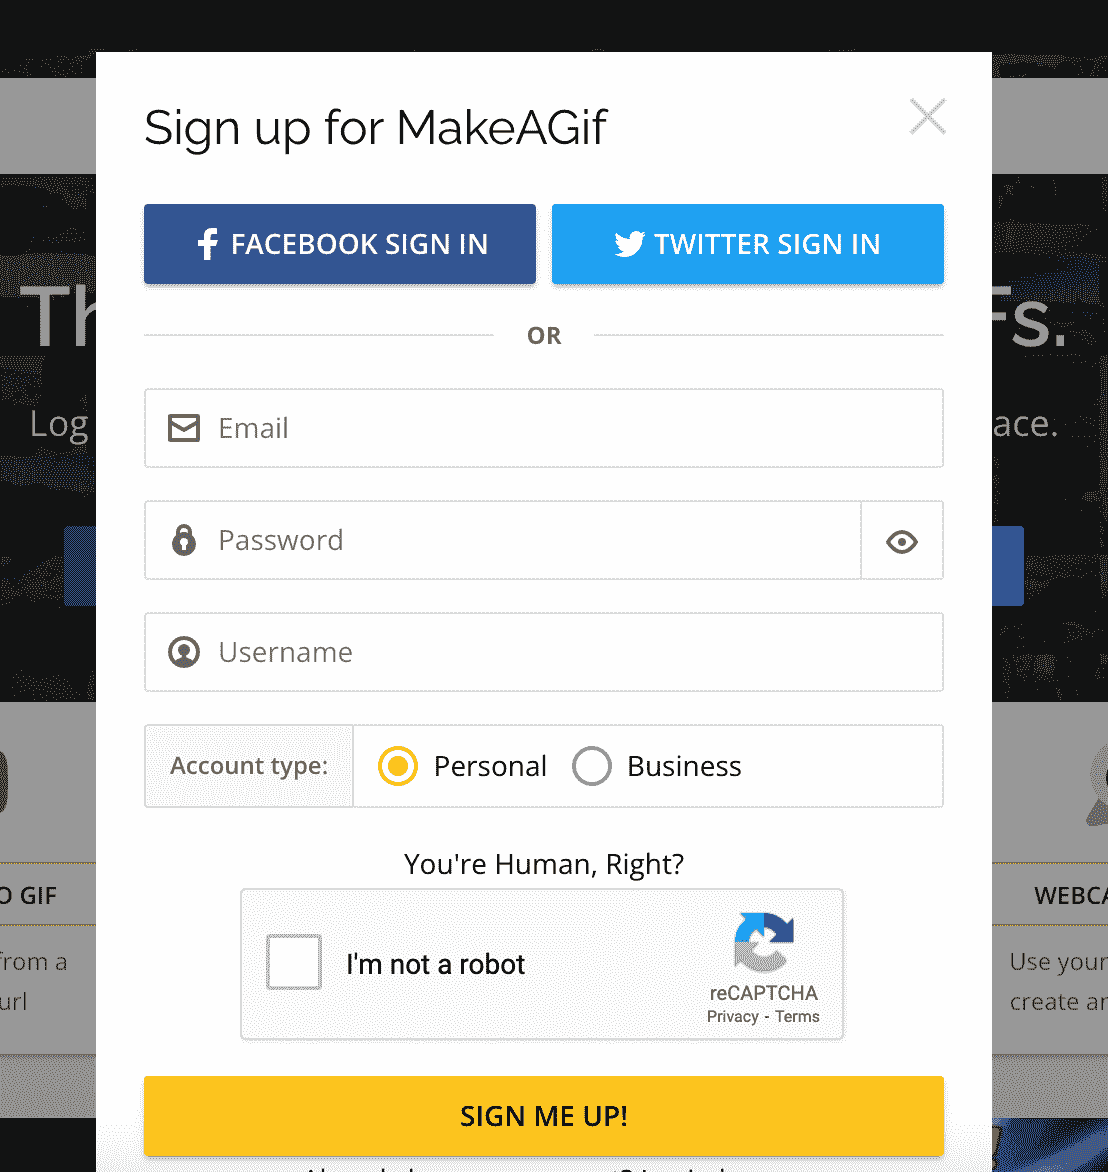 Sign up for MakeAGif
FACEBOOK SIGN IN
TWITTER SIGN IN
Th
Fs.
OR
Log
ace.
Email
Password
Username
Account type:
Personal
Business
You're Human, Right?
O GIF
WEBCA
I'm not a robot
from a
Use your
reCAPTCHA
url
create an
Privacy - Terms
SIGN ME UP!